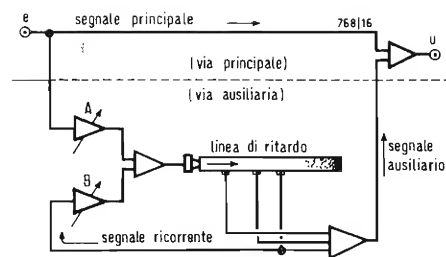 e
segnale principale
768|16
u
(via principale)
(via ausiliaria)
A
linea di ritardo
segnale
ausiliario
B
segnale ricorrente